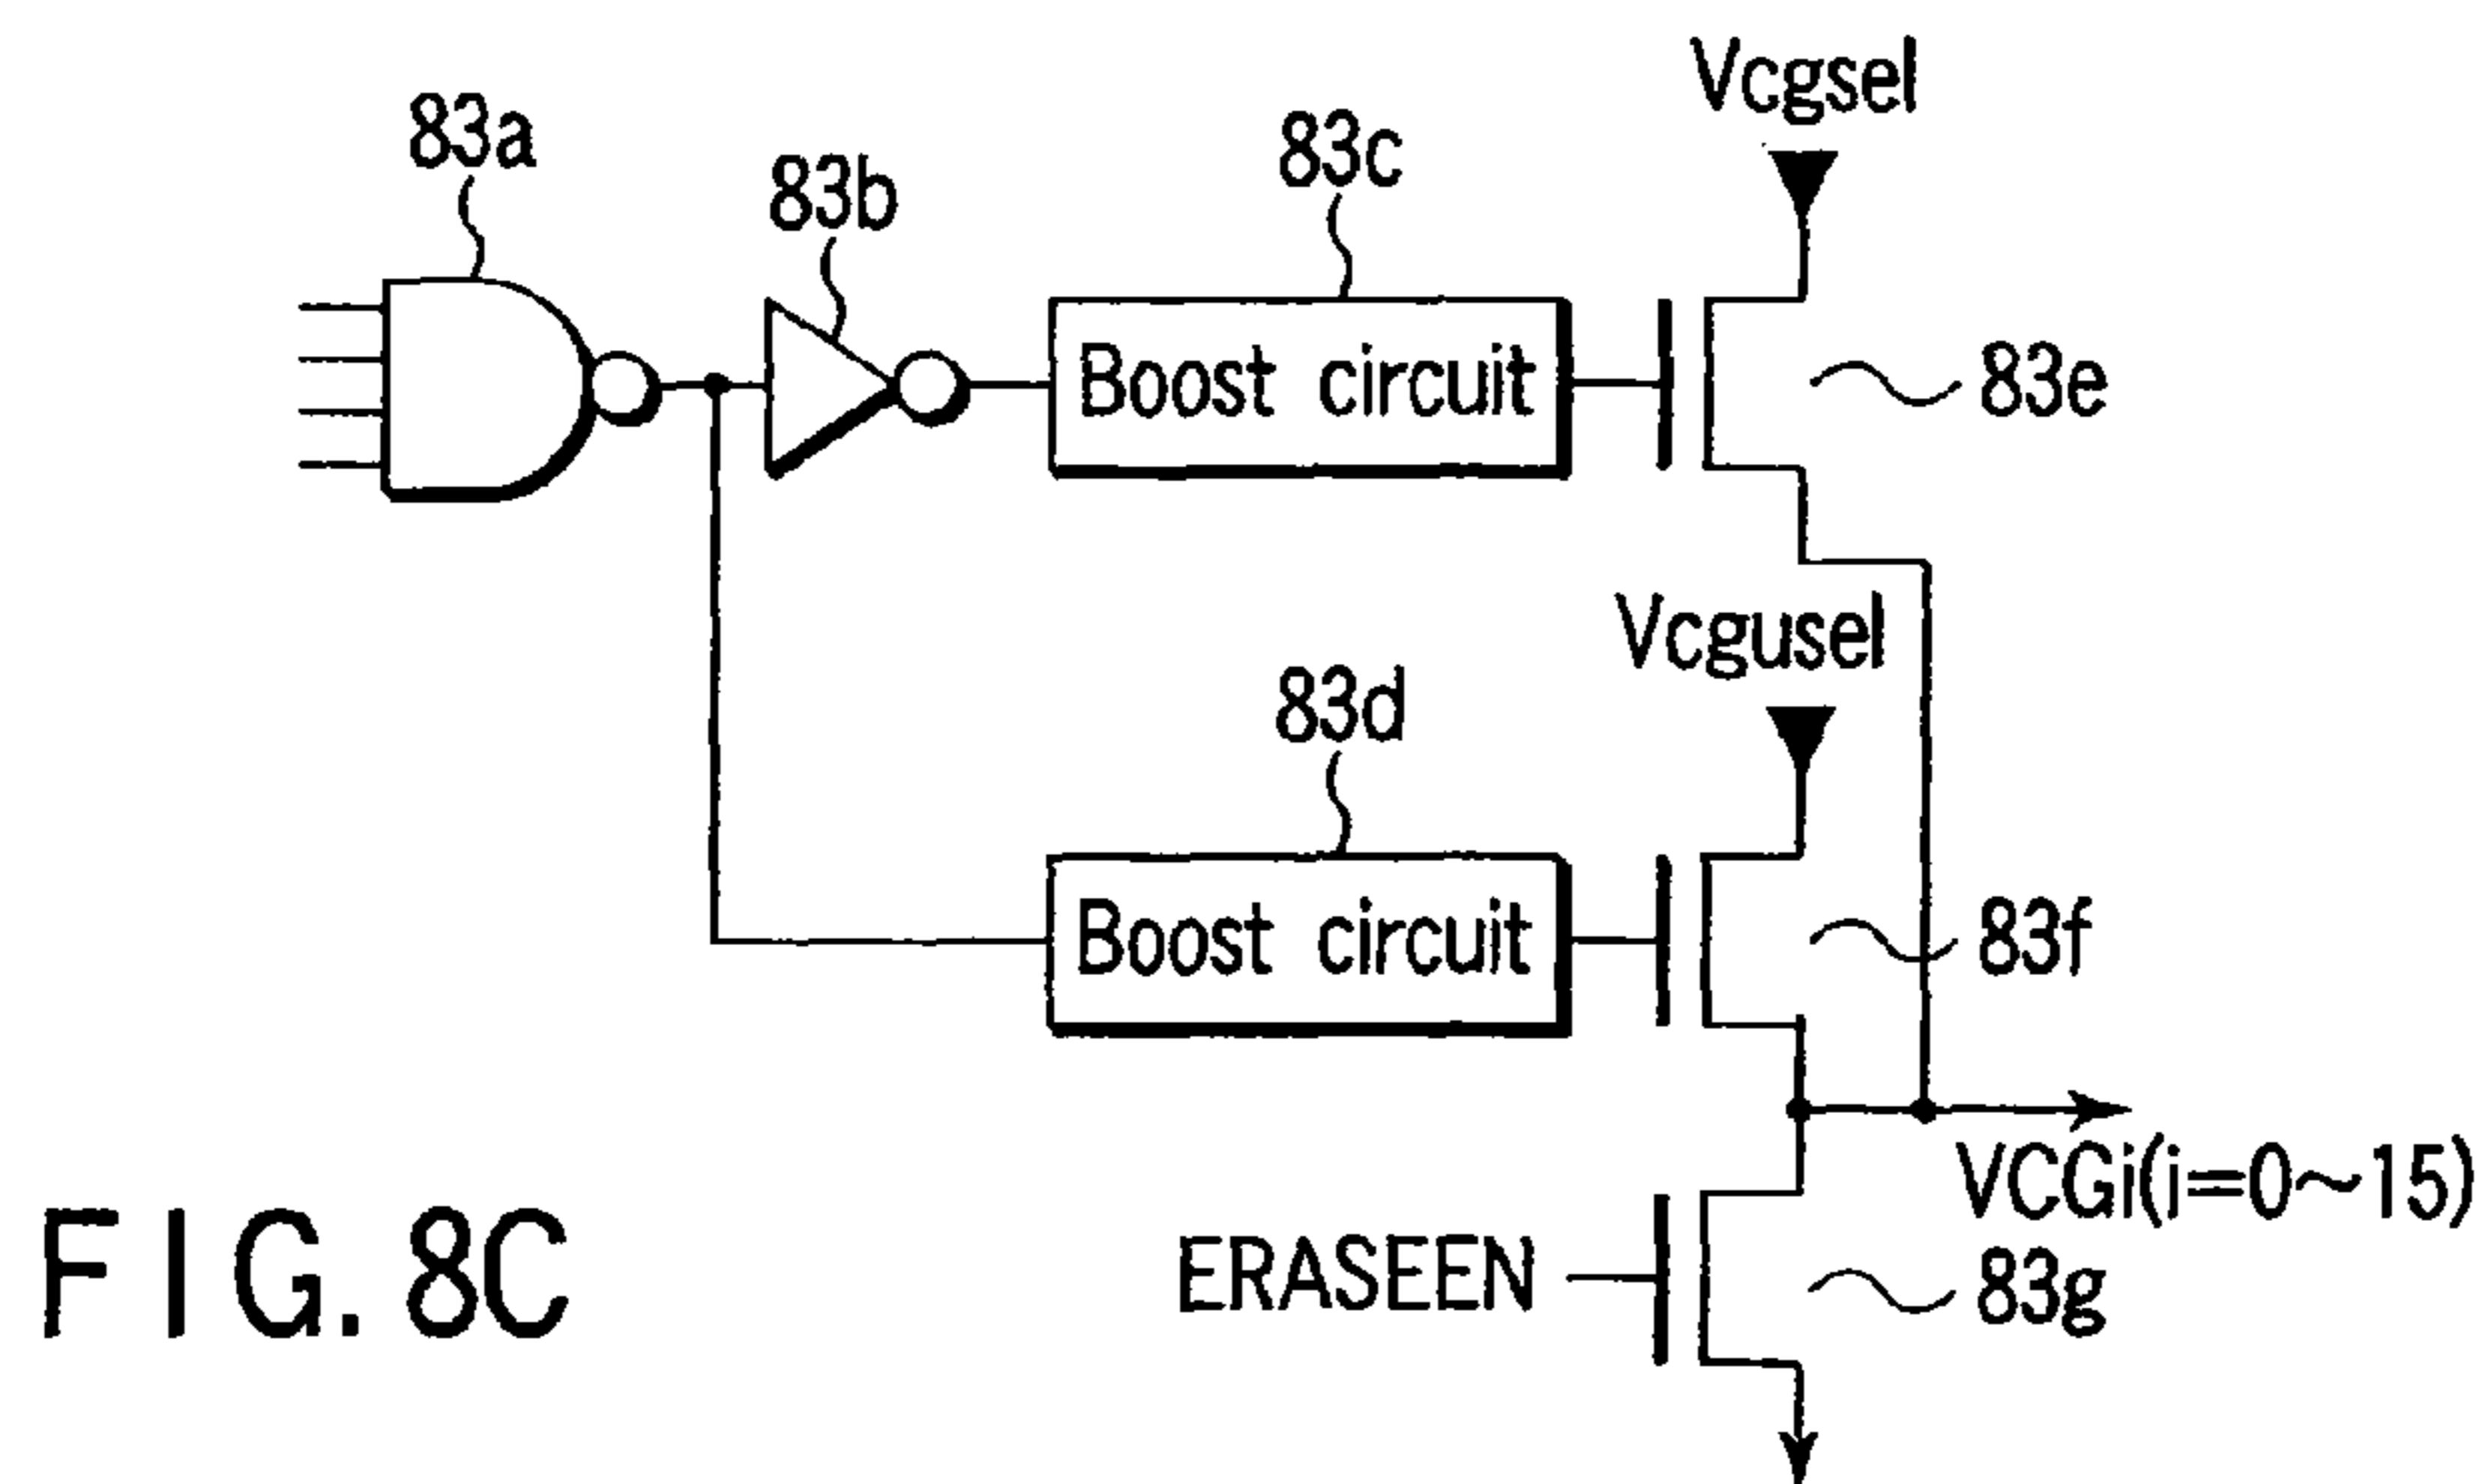 Vcgsel
83a
83b
83c
Boost circuit
83e
Vcgusel
83d
Boost circuit
83f
VCGi(i=0~15)
ERASEEN
83g
FIG. 8C